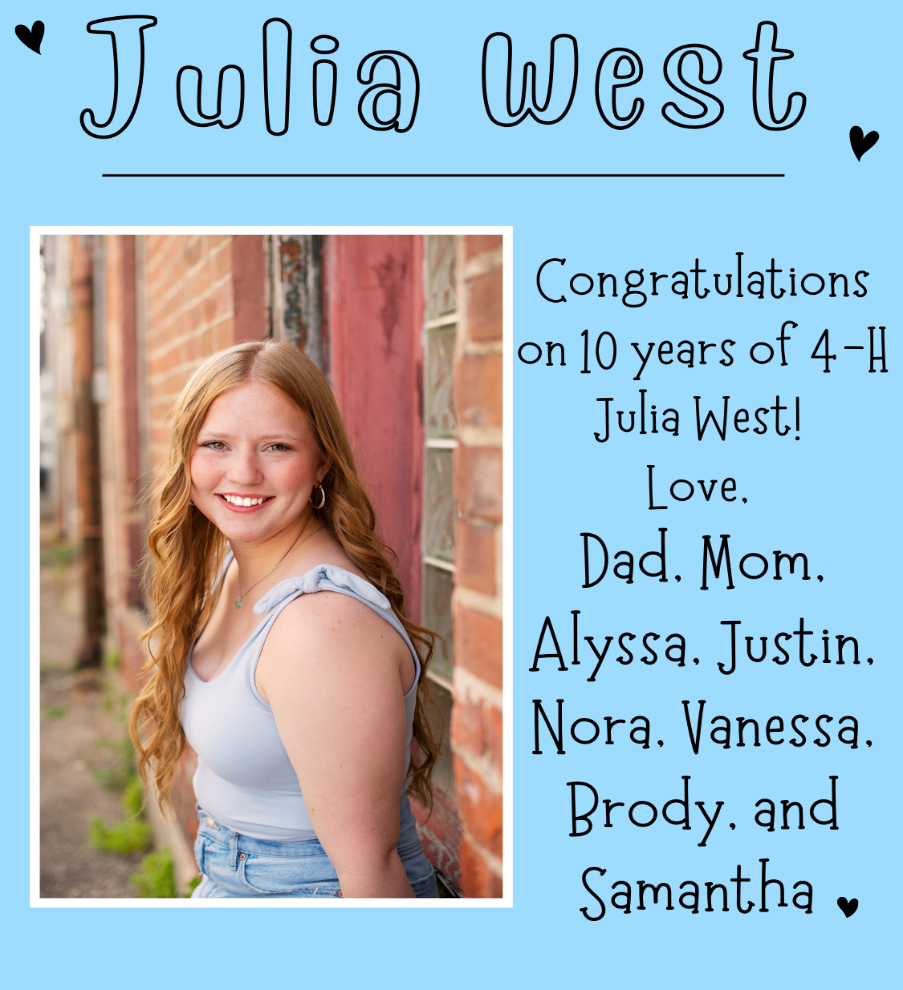 Julia West
Congratulations
on 10 years of 4-H
Julia West!
Love,
Dad, Mom,
Alyssa, Justin,
Nora, Vanessa,
Brody, and
Samantha